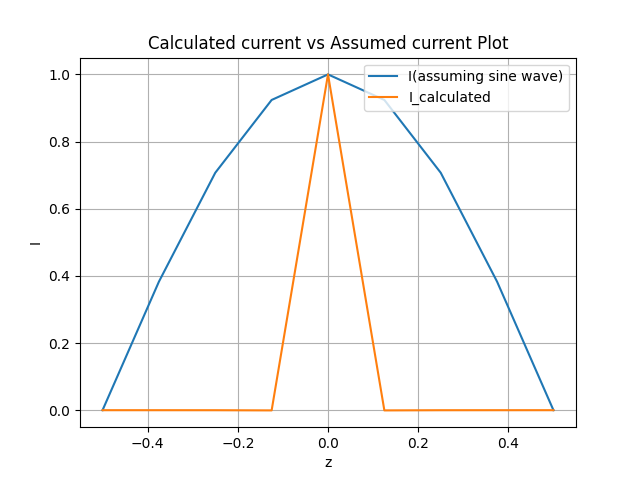 Calculated current vs Assumed current Plot
I(assuming sine wave)
I_calculated
1.0
0.8
0.6
0.4
0.2
0.0
I
−0.4
−0.2
0.0
0.2
0.4
z